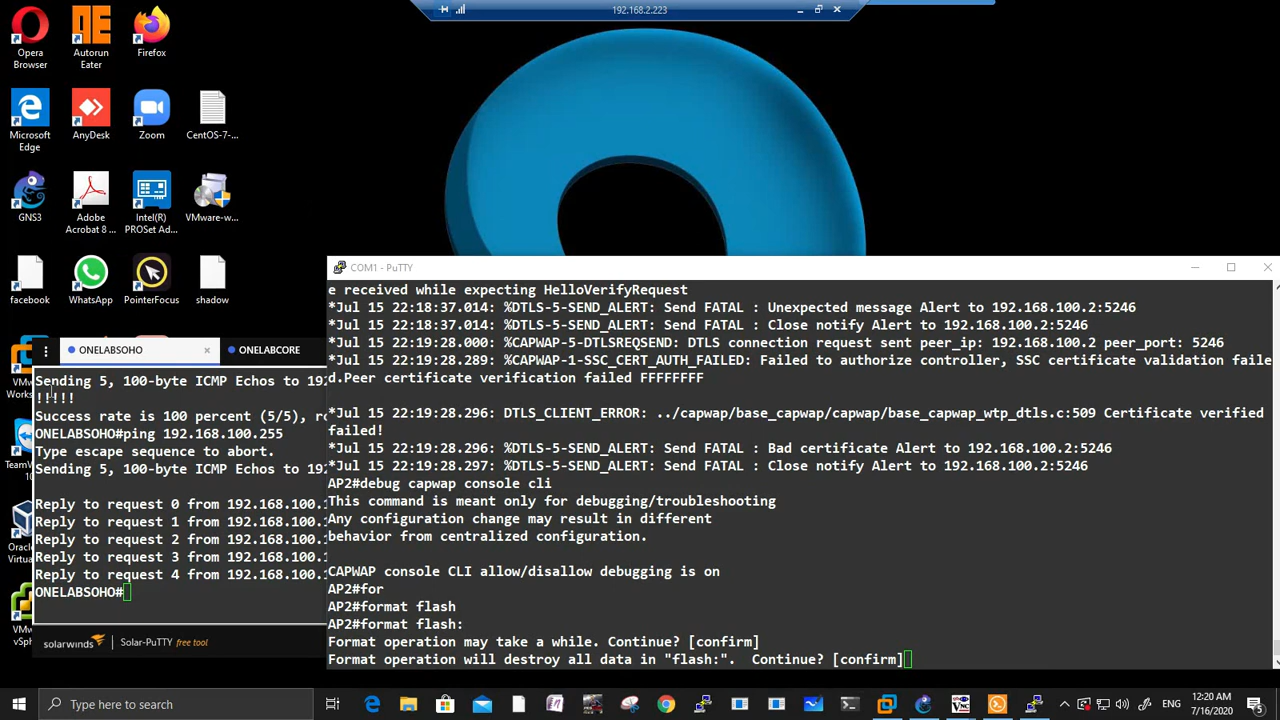 192.168.2.223
Opera
Browser
Autorun
Eater
Firefox
Microsoft
Edge
AnyDesk
Zoom
CentOS-7-...
GNS3
Adobe
Acrobat 8 ...
Intel(R)
PROSet Ad...
VMware-w...
facebook
WhatsApp
PointerFocus
shadow
ONELABSOHO
ONELABCORE
Sending 5, 100-byte ICMP Echos to 192
!!!!!
Success rate is 100 percent (5/5), ro
ONELABSOHO#ping 192.168.100.255
Type escape sequence to abort.
Sending 5, 100-byte ICMP Echos to 192
Reply to request 0 from 192.168.100.1
Reply to request 1 from 192.168.100.1
Reply to request 2 from 192.168.100.1
Reply to request 3 from 192.168.100.1
Reply to request 4 from 192.168.100.1
ONELABSOHO#
solarwinds
Solar-PuTTY free tool
COM1 - PuTTY
e received while expecting HelloVerifyRequest
*Jul 15 22:18:37.014: %DTLS-5-SEND_ALERT: Send FATAL : Unexpected message Alert to 192.168.100.2:5246
*Jul 15 22:18:37.014: %DTLS-5-SEND_ALERT: Send FATAL : Close notify Alert to 192.168.100.2:5246
*Jul 15 22:19:28.000: %CAPWAP-5-DTLSREQSEND: DTLS connection request sent peer_ip: 192.168.100.2 peer_port: 5246
*Jul 15 22:19:28.289: %CAPWAP-1-SSC_CERT_AUTH_FAILED: Failed to authorize controller, SSC certificate validation faile
d.Peer certificate verification failed FFFFFFFF
*Jul 15 22:19:28.296: DTLS_CLIENT_ERROR: ../capwap/base_capwap/capwap/base_capwap_wtp_dtls.c:509 Certificate verified
failed!
*Jul 15 22:19:28.296: %DTLS-5-SEND_ALERT: Send FATAL : Bad certificate Alert to 192.168.100.2:5246
*Jul 15 22:19:28.297: %DTLS-5-SEND_ALERT: Send FATAL : Close notify Alert to 192.168.100.2:5246
AP2#debug capwap console cli
This command is meant only for debugging/troubleshooting
Any configuration change may result in different
behavior from centralized configuration.
CAPWAP console CLI allow/disallow debugging is on
AP2#for
AP2#format flash
AP2#format flash:
Format operation may take a while. Continue? [confirm]
Format operation will destroy all data in "flash:".  Continue? [confirm]
Type here to search
ENG
12:20 AM
7/16/2020
5